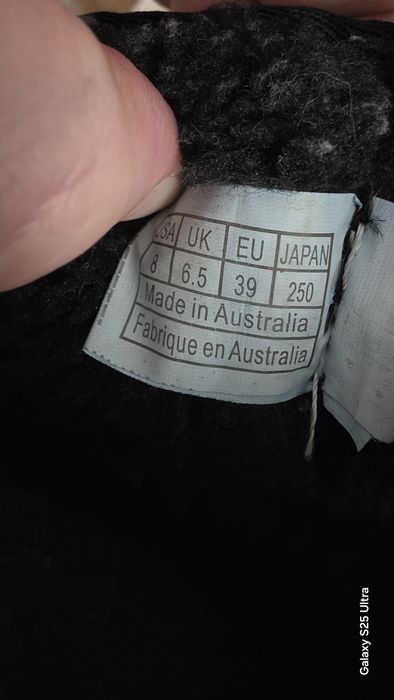 USA UK EU JAPAN
8 6.5 39 250
Made in Australia
Fabrique en Australia
Galaxy S25 Ultra